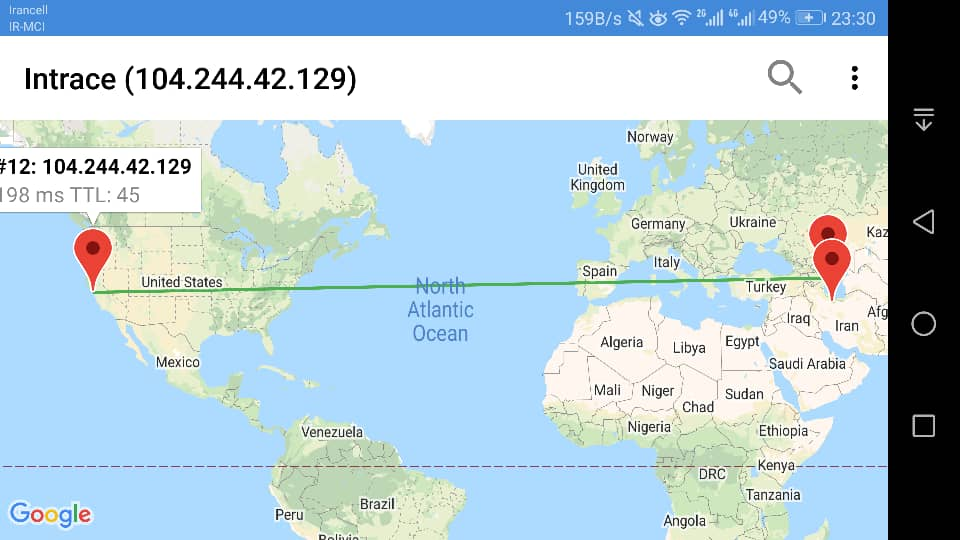 Irancell
IR-MCI
159B/s 2G 4G 49% 23:30
Intrace (104.244.42.129)
#12: 104.244.42.129
198 ms TTL: 45
Norway
United
Kingdom
Germany
Ukraine
Kaz
Spain
Italy
Turkey
United States
North
Atlantic
Ocean
Iraq
Iran
Afg
Algeria
Libya
Egypt
Saudi Arabia
Mexico
Mali
Niger
Chad
Sudan
Nigeria
Ethiopia
Venezuela
DRC
Kenya
Tanzania
Peru
Brazil
Angola
Bolivia
Google